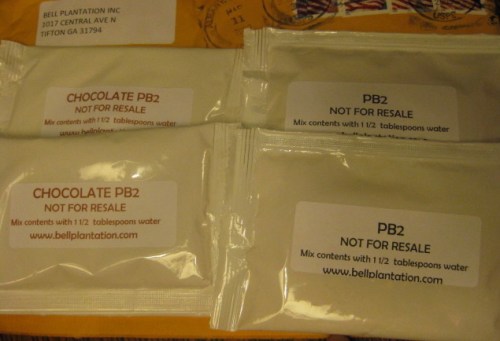 BELL PLANTATION INC
2017 CENTRAL AVE N
TIFTON GA 31794
CHOCOLATE PB2
NOT FOR RESALE
Mix contents with 1 1/2 tablespoons water
www.bellplantation.com
PB2
NOT FOR RESALE
Mix contents with 1 1/2 tablespoons water
CHOCOLATE PB2
NOT FOR RESALE
Mix contents with 1 1/2 tablespoons water
www.bellplantation.com
PB2
NOT FOR RESALE
Mix contents with 1 1/2 tablespoons water
www.bellplantation.com